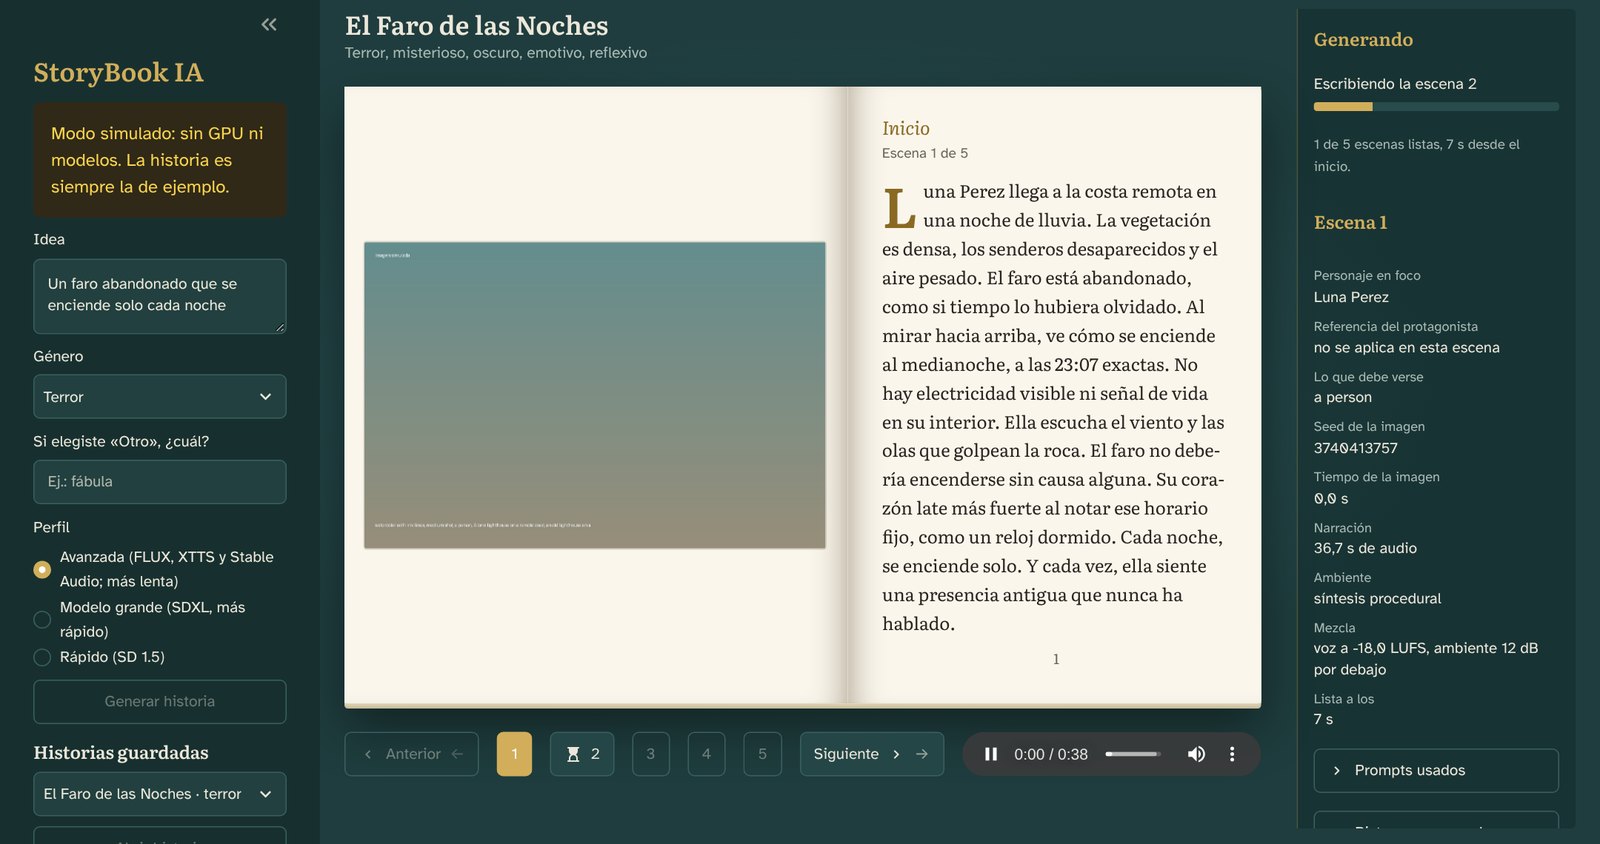 StoryBook IA
Modo simulado: sin GPU ni
modelos. La historia es
siempre la de ejemplo.
Idea
Un faro abandonado que se
enciende solo cada noche
Género
Terror
Si elegiste «Otro», ¿cuál?
Ej.: fábula
Perfil
Avanzada (FLUX, XTTS y Stable
Audio; más lenta)
Modelo grande (SDXL, más
rápido)
Rápido (SD 1.5)
Generar historia
Historias guardadas
El Faro de las Noches · terror
El Faro de las Noches
Terror, misterioso, oscuro, emotivo, reflexivo
Inicio
Escena 1 de 5
Luna Perez llega a la costa remota en
una noche de lluvia. La vegetación
es densa, los senderos desaparecidos y el
aire pesado. El faro está abandonado,
como si tiempo lo hubiera olvidado. Al
mirar hacia arriba, ve cómo se enciende
al medianoche, a las 23:07 exactas. No
hay electricidad visible ni señal de vida
en su interior. Ella escucha el viento y las
olas que golpean la roca. El faro no debe-
ría encenderse sin causa alguna. Su cora-
zón late más fuerte al notar ese horario
fijo, como un reloj dormido. Cada noche,
se enciende solo. Y cada vez, ella siente
una presencia antigua que nunca ha
hablado.
1
Anterior ←
1
2
3
4
5
Siguiente → 
0:00 / 0:38
Generando
Escribiendo la escena 2
1 de 5 escenas listas, 7 s desde el
inicio.
Escena 1
Personaje en foco
Luna Perez
Referencia del protagonista
no se aplica en esta escena
Lo que debe verse
a person
Seed de la imagen
3740413757
Tiempo de la imagen
0,0 s
Narración
36,7 s de audio
Ambiente
síntesis procedural
Mezcla
voz a -18,0 LUFS, ambiente 12 dB
por debajo
Lista a los
7 s
Prompts usados